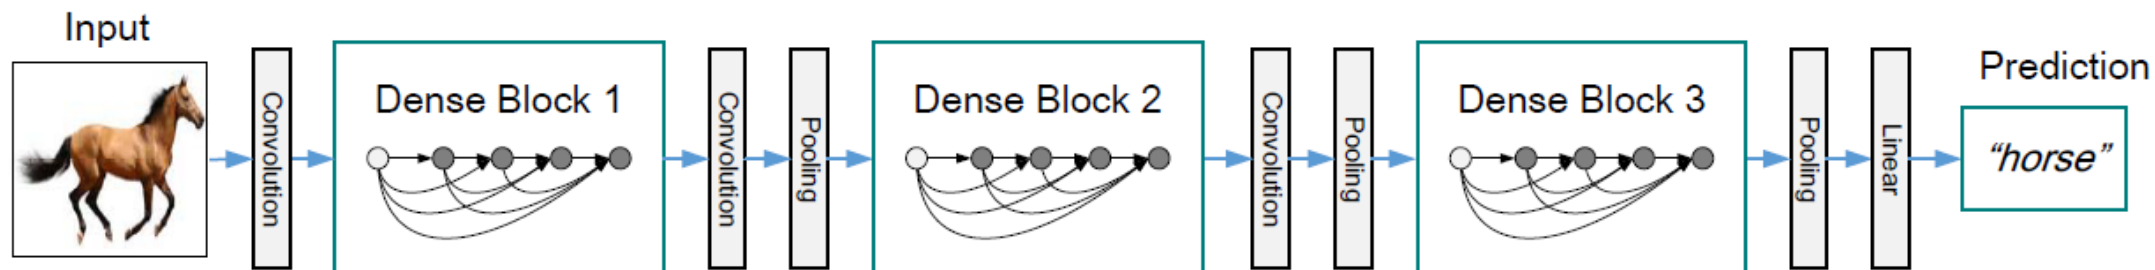 Input
Convolution
Dense Block 1
Convolution
Pooling
Dense Block 2
Convolution
Pooling
Dense Block 3
Pooling
Linear
Prediction
“horse”